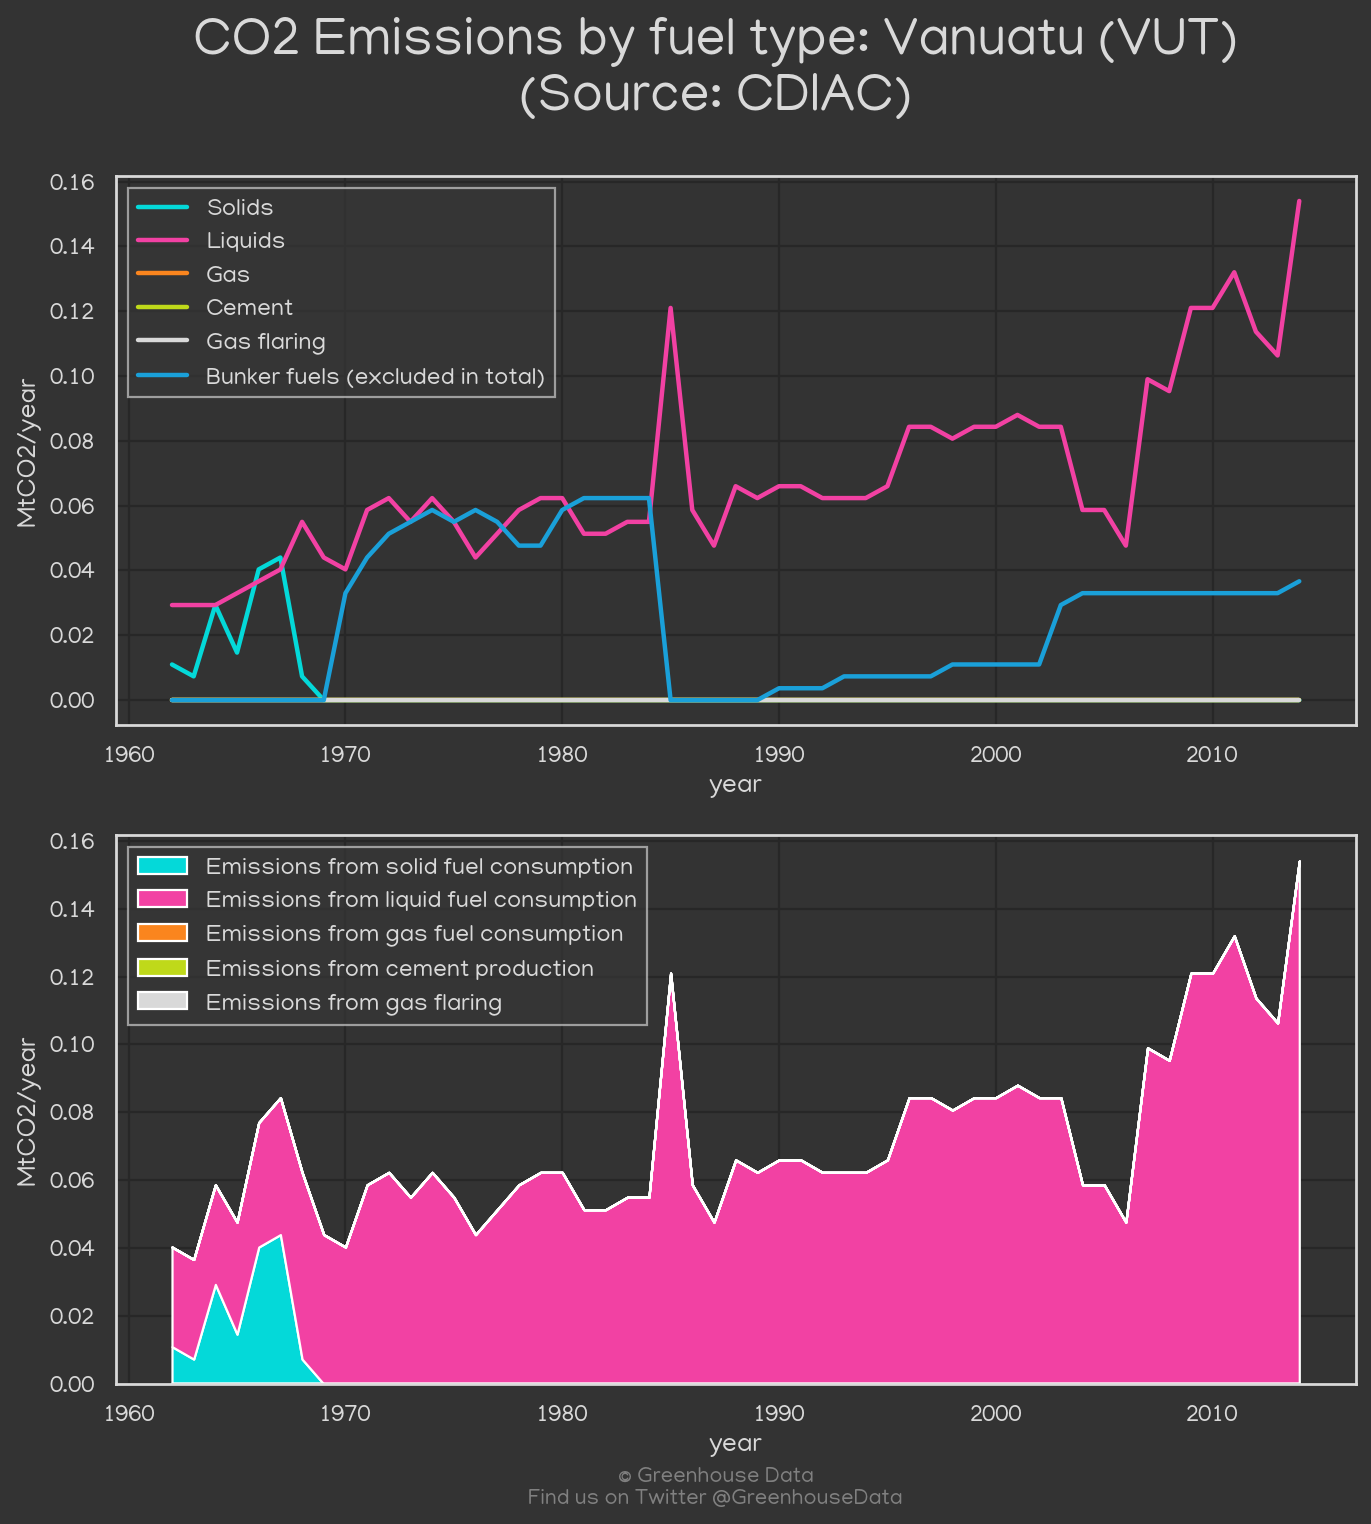 CO2 Emissions by fuel type: Vanuatu (VUT)
(Source: CDIAC)
0.16
0.14
0.12
0.10
0.08
0.06
0.04
0.02
0.00
MtCO2/year
Solids
Liquids
Gas
Cement
Gas flaring
Bunker fuels (excluded in total)
1960 1970 1980 1990 2000 2010
year
0.16
0.14
0.12
0.10
0.08
0.06
0.04
0.02
0.00
MtCO2/year
Emissions from solid fuel consumption
Emissions from liquid fuel consumption
Emissions from gas fuel consumption
Emissions from cement production
Emissions from gas flaring
1960 1970 1980 1990 2000 2010
year
© Greenhouse Data
Find us on Twitter @GreenhouseData